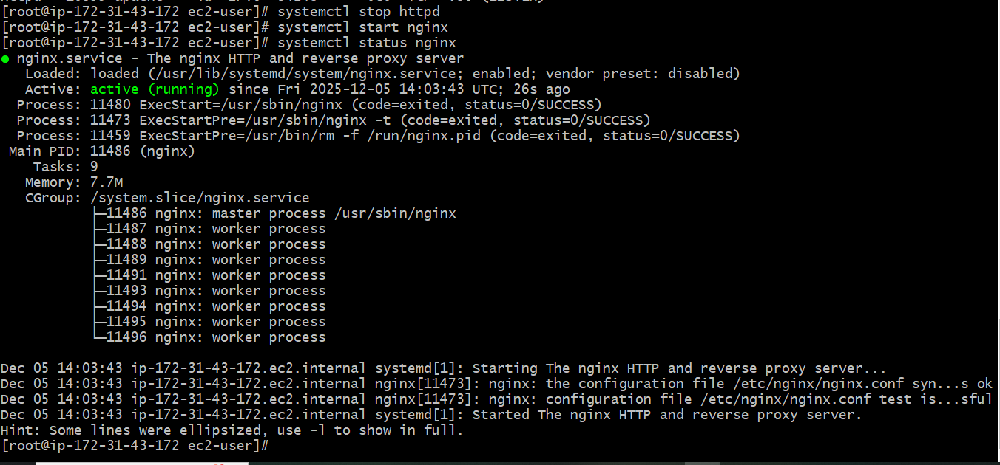 [root@ip-172-31-43-172 ec2-user]# systemctl stop httpd
[root@ip-172-31-43-172 ec2-user]# systemctl start nginx
[root@ip-172-31-43-172 ec2-user]# systemctl status nginx
● nginx.service - The nginx HTTP and reverse proxy server
   Loaded: loaded (/usr/lib/systemd/system/nginx.service; enabled; vendor preset: disabled)
   Active: active (running) since Fri 2025-12-05 14:03:43 UTC; 26s ago
  Process: 11480 ExecStart=/usr/sbin/nginx (code=exited, status=0/SUCCESS)
  Process: 11473 ExecStartPre=/usr/sbin/nginx -t (code=exited, status=0/SUCCESS)
  Process: 11459 ExecStartPre=/usr/bin/rm -f /run/nginx.pid (code=exited, status=0/SUCCESS)
 Main PID: 11486 (nginx)
    Tasks: 9
   Memory: 7.7M
   CGroup: /system.slice/nginx.service
           ├─11486 nginx: master process /usr/sbin/nginx
           ├─11487 nginx: worker process
           ├─11488 nginx: worker process
           ├─11489 nginx: worker process
           ├─11491 nginx: worker process
           ├─11493 nginx: worker process
           ├─11494 nginx: worker process
           ├─11495 nginx: worker process
           └─11496 nginx: worker process

Dec 05 14:03:43 ip-172-31-43-172.ec2.internal systemd[1]: Starting The nginx HTTP and reverse proxy server...
Dec 05 14:03:43 ip-172-31-43-172.ec2.internal nginx[11473]: nginx: the configuration file /etc/nginx/nginx.conf syn...s ok
Dec 05 14:03:43 ip-172-31-43-172.ec2.internal nginx[11473]: nginx: configuration file /etc/nginx/nginx.conf test is...sful
Dec 05 14:03:43 ip-172-31-43-172.ec2.internal systemd[1]: Started The nginx HTTP and reverse proxy server.
Hint: Some lines were ellipsized, use -l to show in full.
[root@ip-172-31-43-172 ec2-user]#